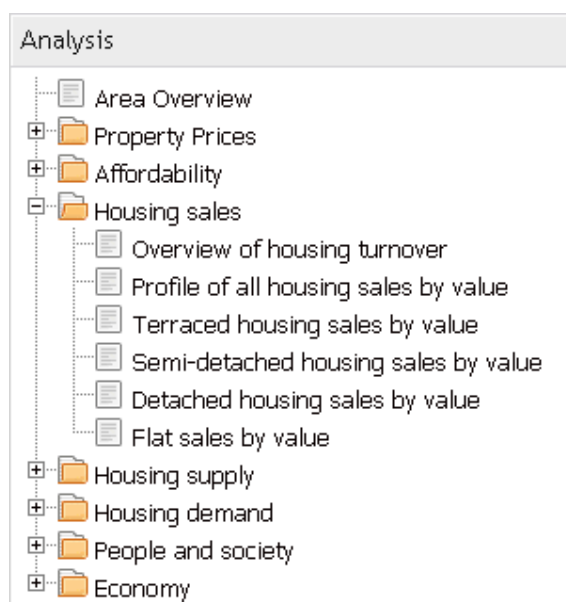 Analysis
Area Overview
Property Prices
Affordability
Housing sales
Overview of housing turnover
Profile of all housing sales by value
Terraced housing sales by value
Semi-detached housing sales by value
Detached housing sales by value
Flat sales by value
Housing supply
Housing demand
People and society
Economy